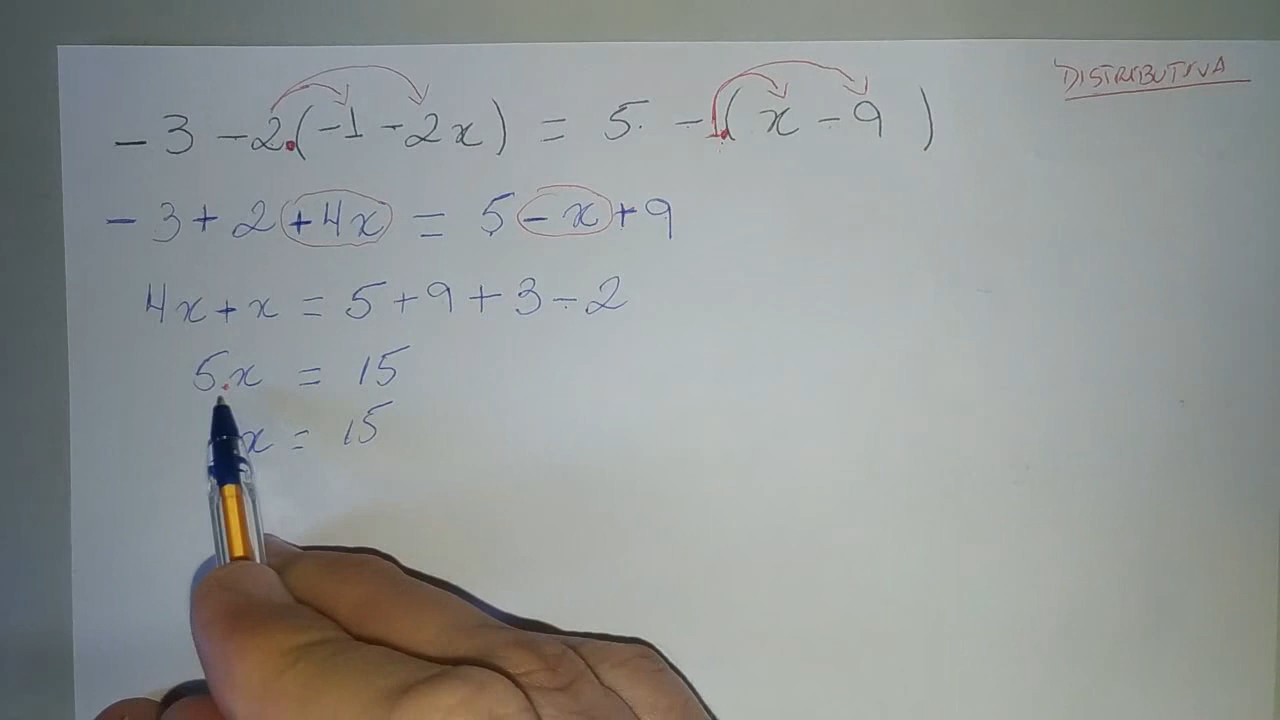 DISTRIBUTIVA
-3 -2.(-1 -2x) = 5 -1.(x -9)
-3 + 2 +4x = 5 -x +9
4x + x = 5 + 9 + 3 - 2
5.x = 15
x = 15